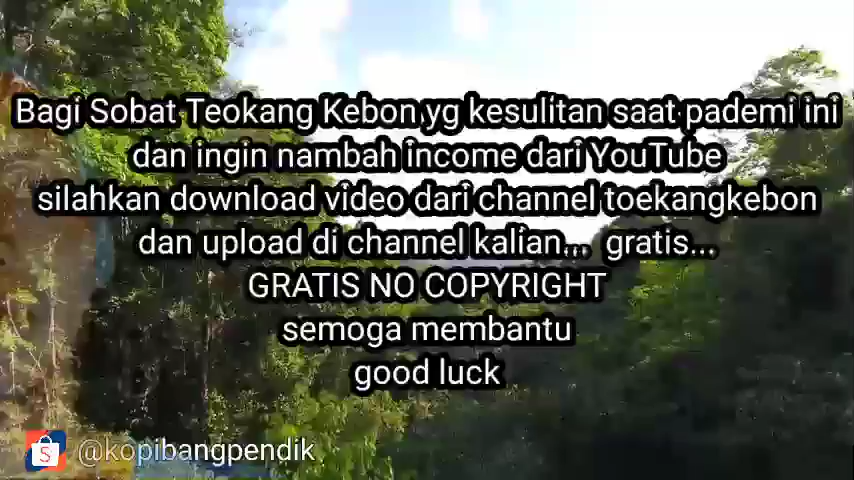 Bagi Sobat Teokang Kebon yg kesulitan saat pademi ini
dan ingin nambah income dari YouTube
silahkan download video dari channel toekangkebon
dan upload di channel kalian... gratis...
GRATIS NO COPYRIGHT
semoga membantu
good luck
@kopibangpendik